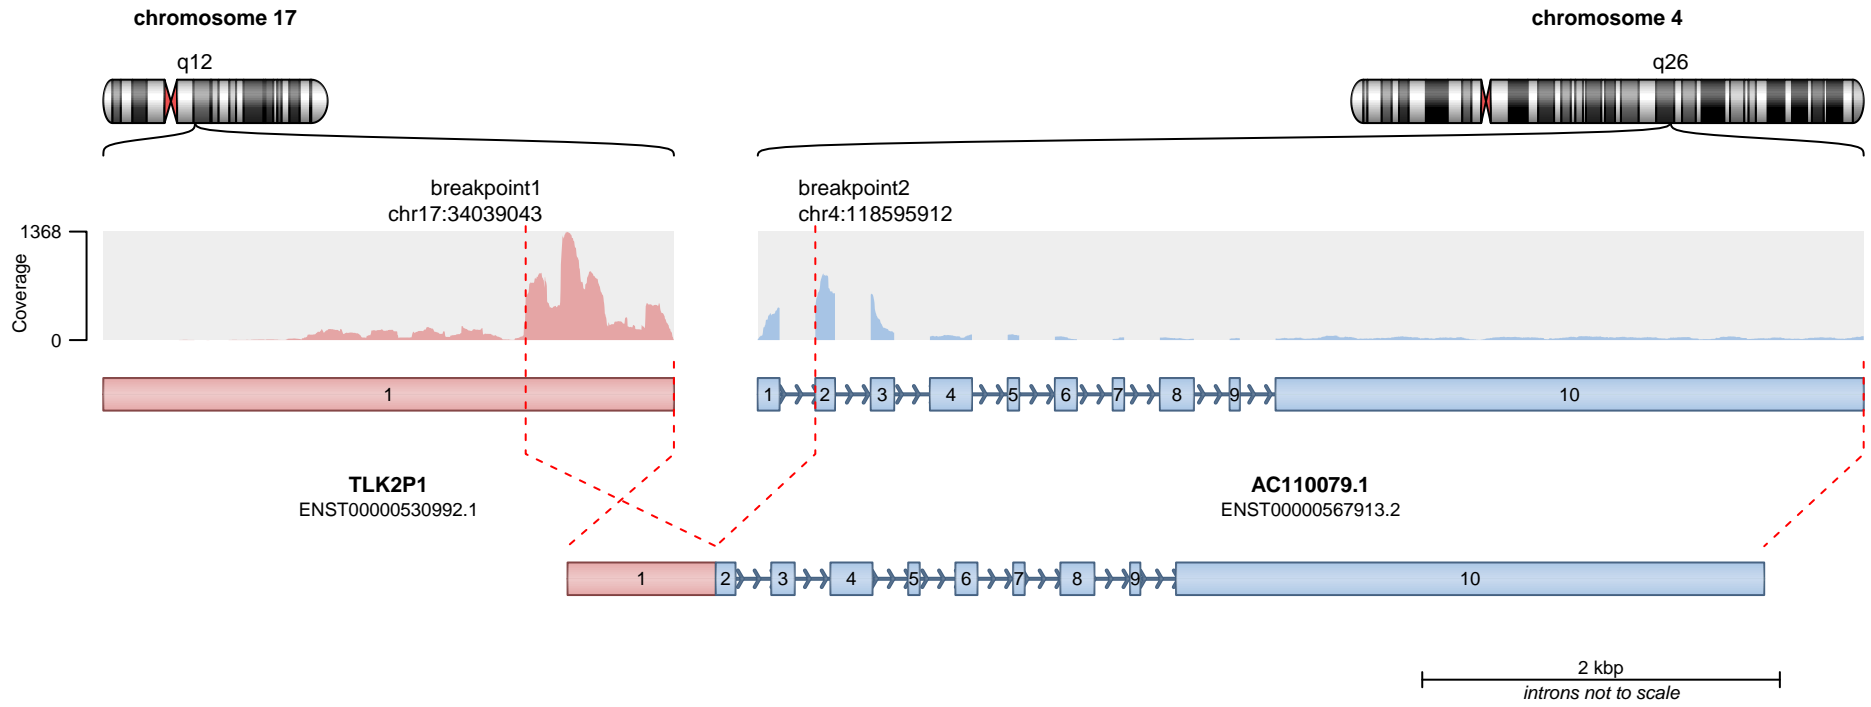 chromosome 17
chromosome 4
q12
q26
breakpoint1
chr17:34039043
breakpoint2
chr4:118595912
1368
0
Coverage
1
1 2 3 4 5 6 7 8 9 10
TLK2P1
ENST00000530992.1
AC110079.1
ENST00000567913.2
1 2 3 4 5 6 7 8 9 10
2 kbp
introns not to scale